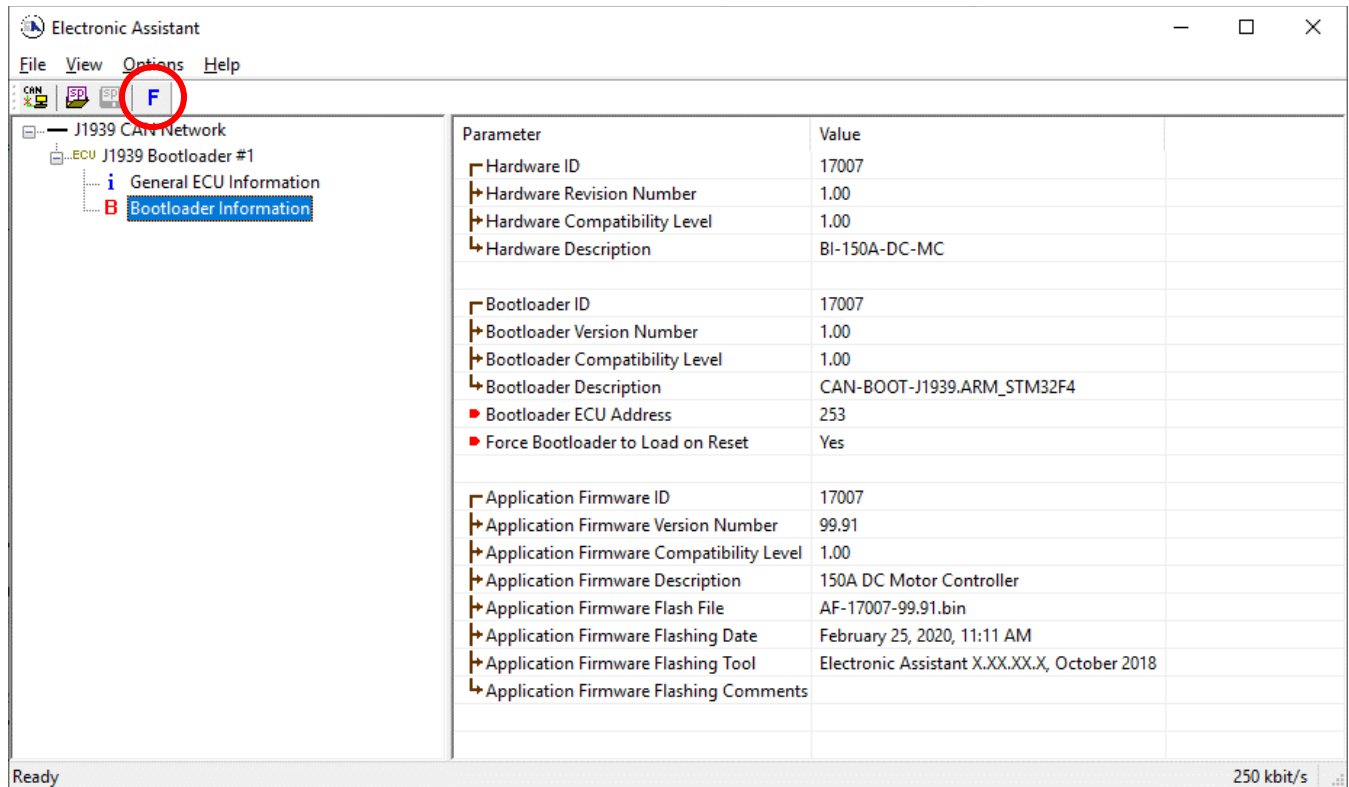 Electronic Assistant
File View Options Help
CAN SP SP F
J1939 CAN Network
ECU J1939 Bootloader #1
i General ECU Information
B Bootloader Information
Parameter Value
Hardware ID 17007
Hardware Revision Number 1.00
Hardware Compatibility Level 1.00
Hardware Description BI-150A-DC-MC
Bootloader ID 17007
Bootloader Version Number 1.00
Bootloader Compatibility Level 1.00
Bootloader Description CAN-BOOT-J1939.ARM_STM32F4
Bootloader ECU Address 253
Force Bootloader to Load on Reset Yes
Application Firmware ID 17007
Application Firmware Version Number 99.91
Application Firmware Compatibility Level 1.00
Application Firmware Description 150A DC Motor Controller
Application Firmware Flash File AF-17007-99.91.bin
Application Firmware Flashing Date February 25, 2020, 11:11 AM
Application Firmware Flashing Tool Electronic Assistant X.XX.XX.X, October 2018
Application Firmware Flashing Comments
Ready 250 kbit/s